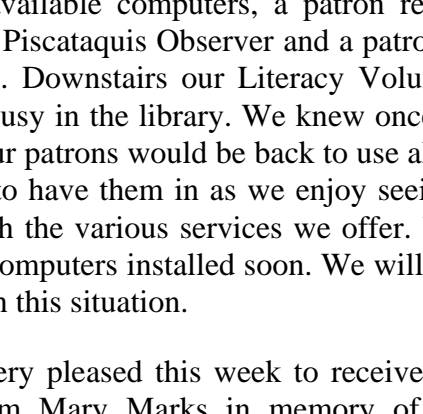 available computers, a patron re
Piscataquis Observer and a patro
. Downstairs our Literacy Volu
usy in the library. We knew once
ur patrons would be back to use a
to have them in as we enjoy seei
h the various services we offer.
omputers installed soon. We will
n this situation.
ery pleased this week to receive
m Mary Marks in memory of